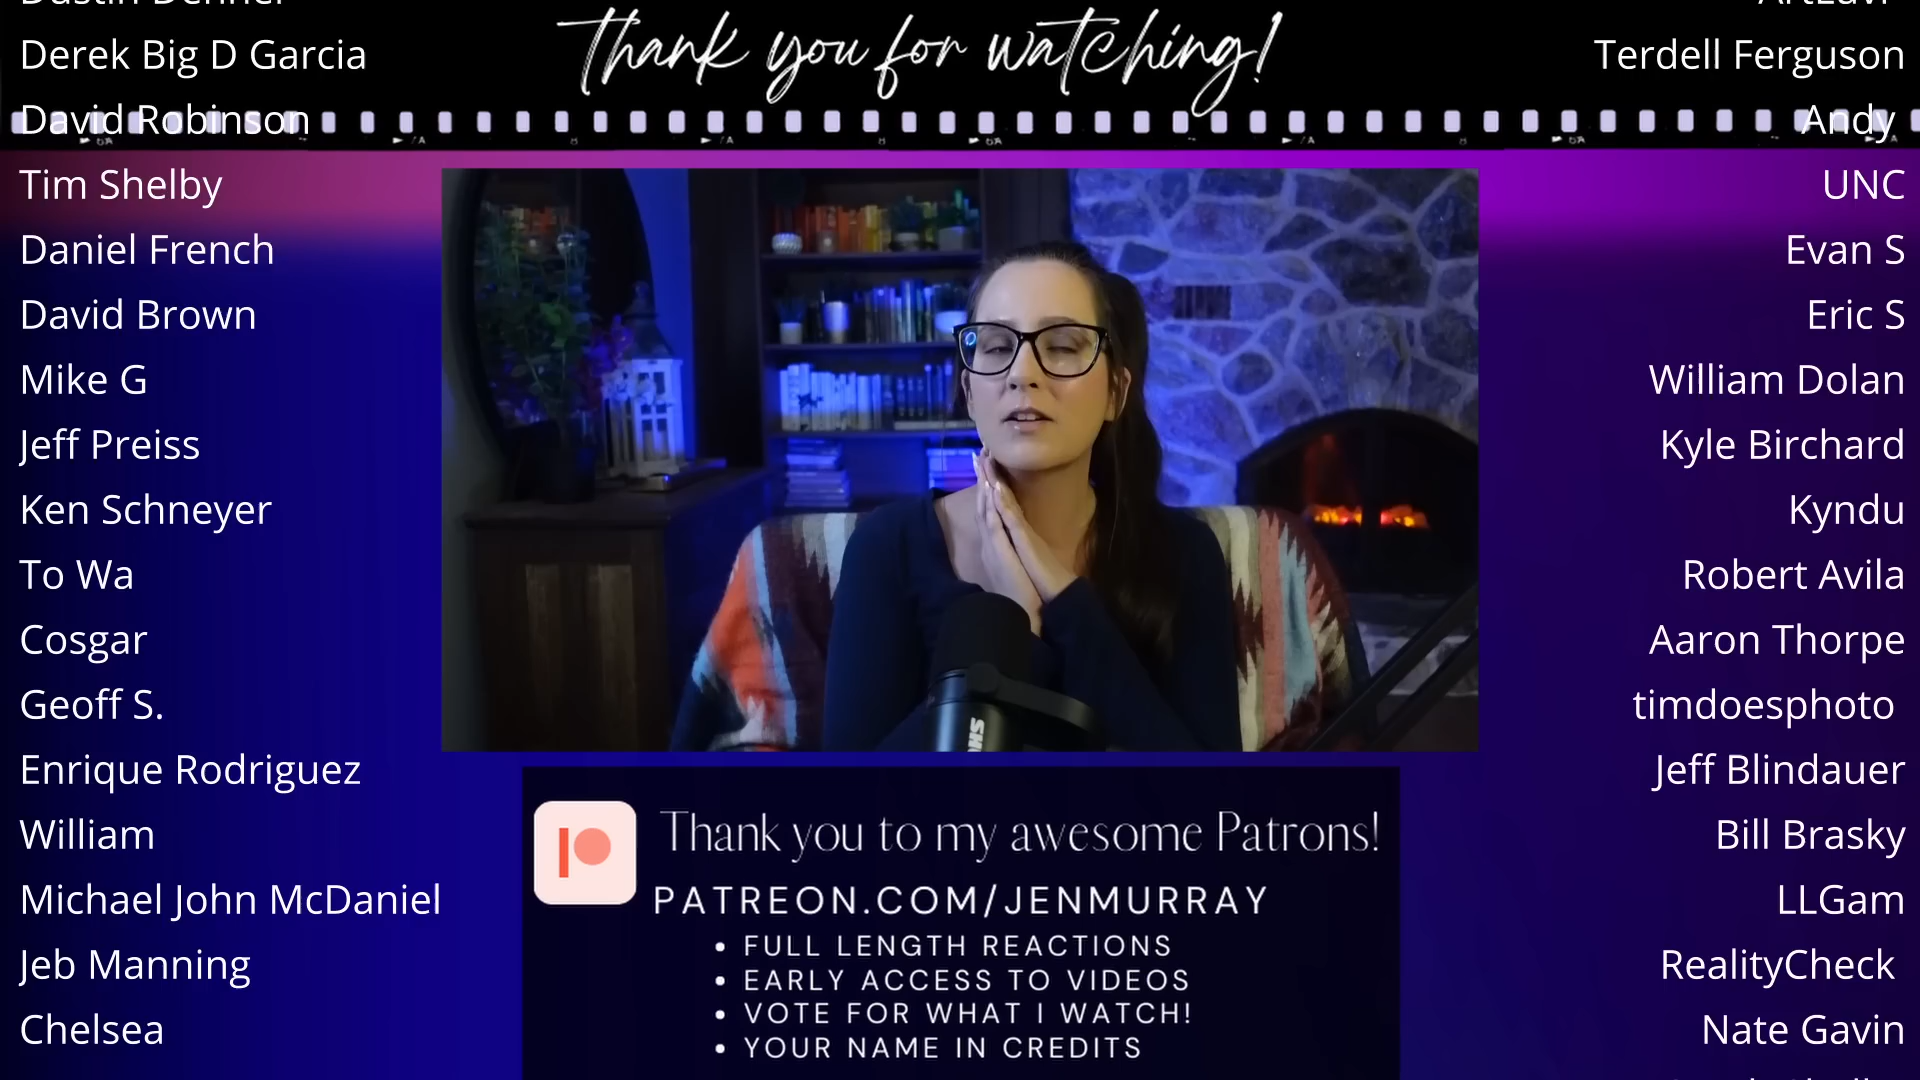 Thank you for watching!
Derek Big D Garcia
David Robinson
Tim Shelby
Daniel French
David Brown
Mike G
Jeff Preiss
Ken Schneyer
To Wa
Cosgar
Geoff S.
Enrique Rodriguez
William
Michael John McDaniel
Jeb Manning
Chelsea
Terdell Ferguson
Andy
UNC
Evan S
Eric S
William Dolan
Kyle Birchard
Kyndu
Robert Avila
Aaron Thorpe
timdoesphoto
Jeff Blindauer
Bill Brasky
LLGam
RealityCheck
Nate Gavin
Thank you to my awesome Patrons!
PATREON.COM/JENMURRAY
• FULL LENGTH REACTIONS
• EARLY ACCESS TO VIDEOS
• VOTE FOR WHAT I WATCH!
• YOUR NAME IN CREDITS